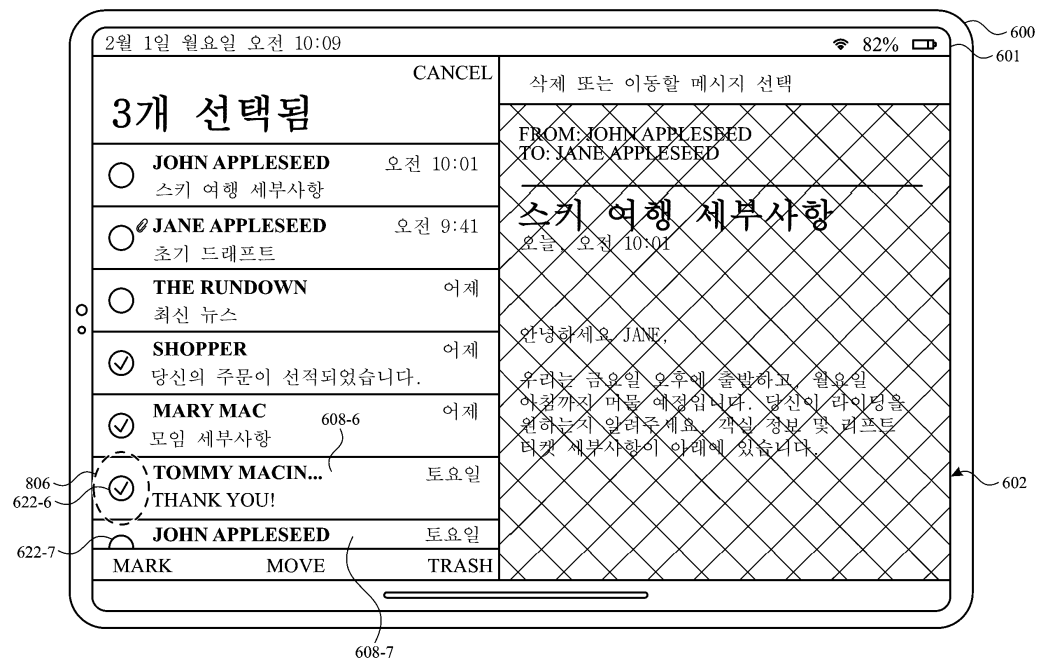 2월 1일 월요일 오전 10:09
82%
CANCEL
3개 선택됨
JOHN APPLESEED 오전 10:01
스키 여행 세부사항
JANE APPLESEED 오전 9:41
초기 드래프트
THE RUNDOWN 어제
최신 뉴스
SHOPPER 어제
당신의 주문이 선적되었습니다.
MARY MAC 어제
모임 세부사항
608-6
TOMMY MACIN... 토요일
THANK YOU!
JOHN APPLESEED 토요일
MARK MOVE TRASH
삭제 또는 이동할 메시지 선택
FROM: JOHN APPLESEED
TO: JANE APPLESEED
스키 여행 세부사항
오늘, 오전 10:01
안녕하세요 JANE,
우리는 금요일 오후에 출발하고, 월요일
아침까지 머물 예정입니다. 당신이 라이딩을
원하는지 알려주세요. 객실 정보 및 리프트
티켓 세부사항이 아래에 있습니다.
600
601
602
806
622-6
622-7
608-7